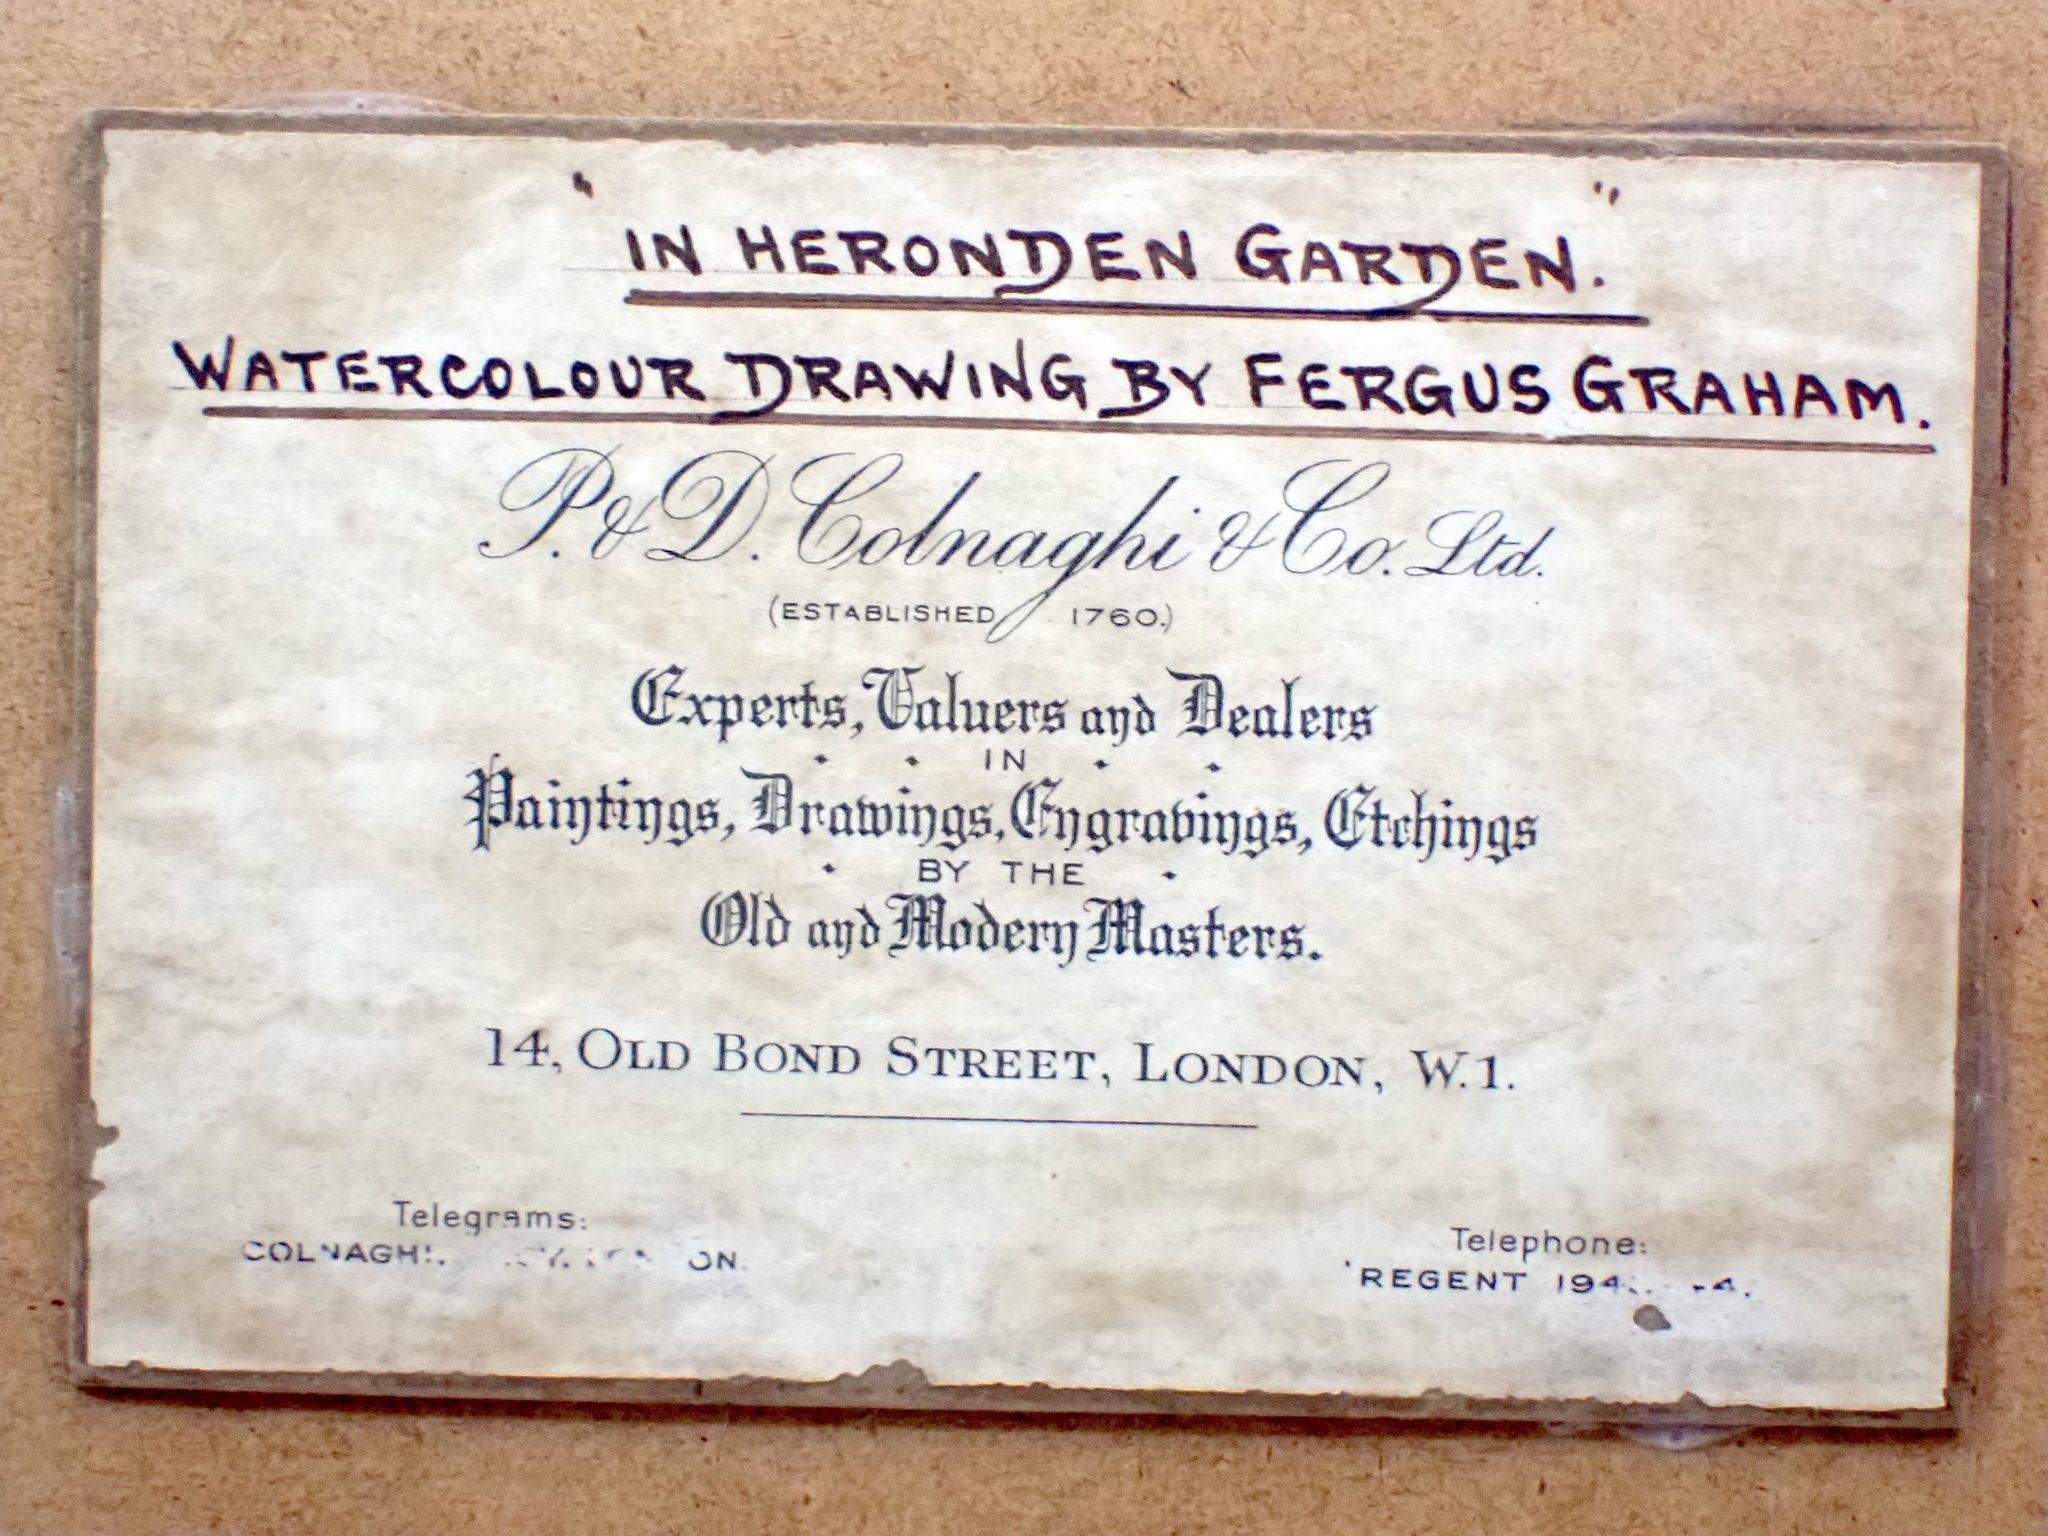 "IN HERONDEN GARDEN."
WATERCOLOUR DRAWING BY FERGUS GRAHAM.
P. & D. Colnaghi & Co. Ltd.
(ESTABLISHED 1760.)
Experts, Valuers and Dealers
IN
Paintings, Drawings, Engravings, Etchings
BY THE
Old and Modern Masters.
14, OLD BOND STREET, LONDON, W.1.
Telegrams:
Telephone:
REGENT